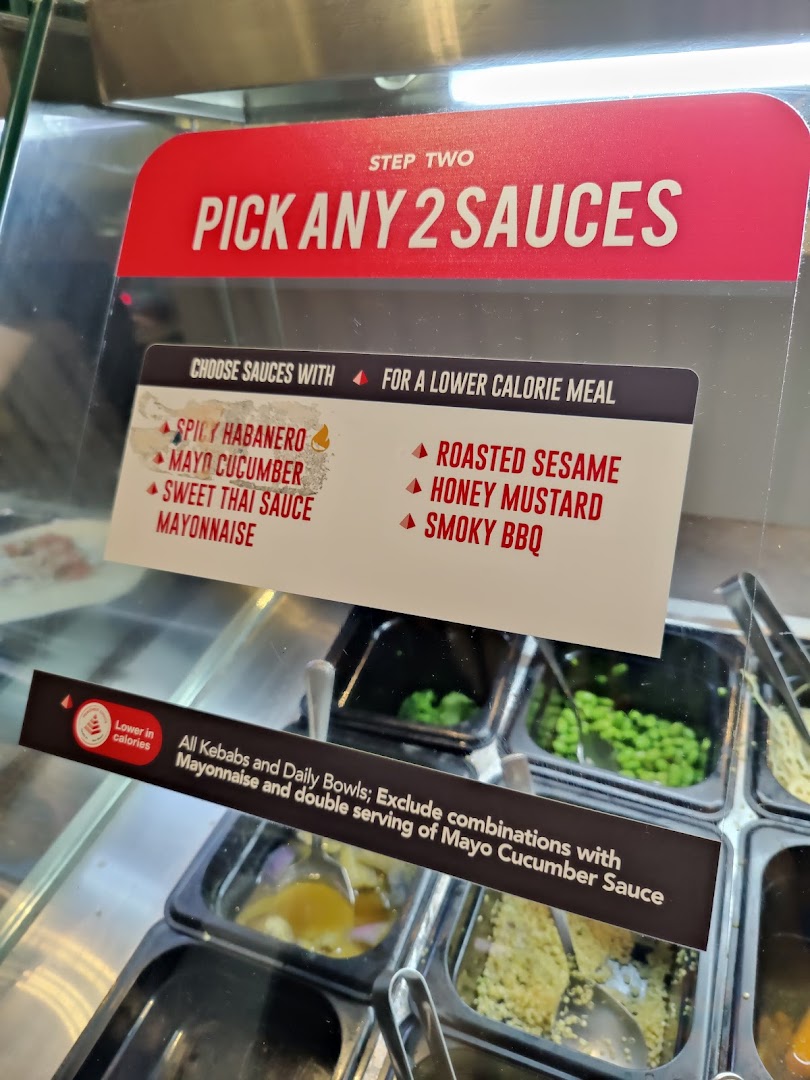 STEP TWO
PICK ANY 2 SAUCES
CHOOSE SAUCES WITH FOR A LOWER CALORIE MEAL
SPICY HABANERO
MAYO CUCUMBER
SWEET THAI SAUCE
MAYONNAISE
ROASTED SESAME
HONEY MUSTARD
SMOKY BBQ
Lower in
calories
All Kebabs and Daily Bowls; Exclude combinations with
Mayonnaise and double serving of Mayo Cucumber Sauce